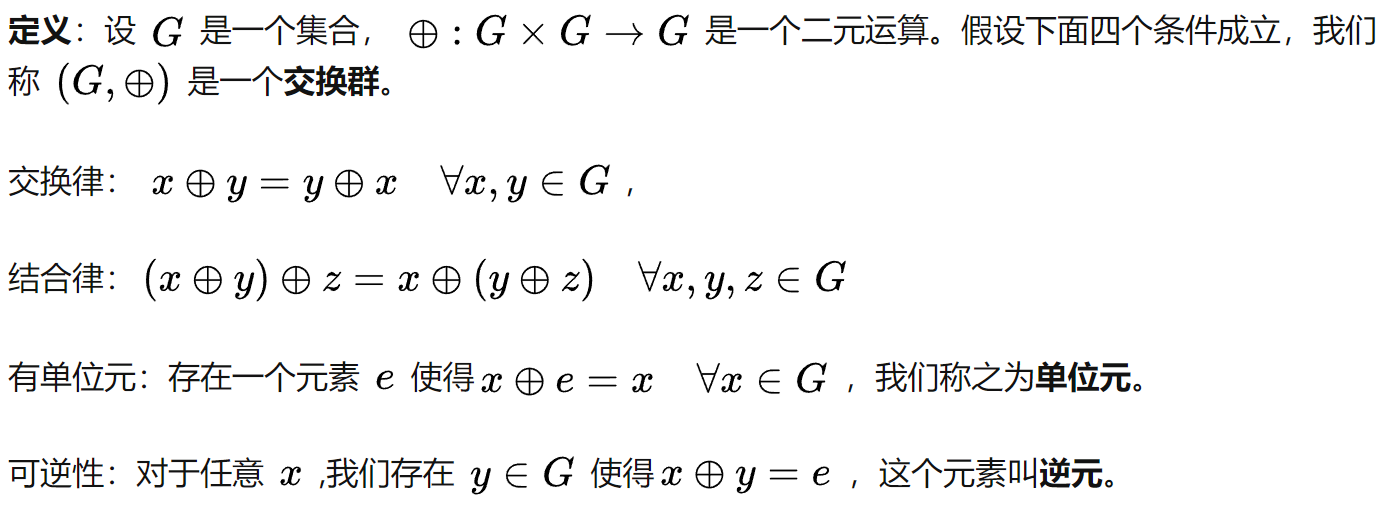 定义：设 G 是一个集合， ⊕ : G × G → G 是一个二元运算。假设下面四个条件成立，我们
称 (G, ⊕) 是一个交换群。
交换律： x ⊕ y = y ⊕ x ∀x, y ∈ G ，
结合律：(x ⊕ y) ⊕ z = x ⊕ (y ⊕ z) ∀x, y, z ∈ G
有单位元：存在一个元素 e 使得x ⊕ e = x ∀x ∈ G ，我们称之为单位元。
可逆性：对于任意 x ,我们存在 y ∈ G 使得x ⊕ y = e ，这个元素叫逆元。